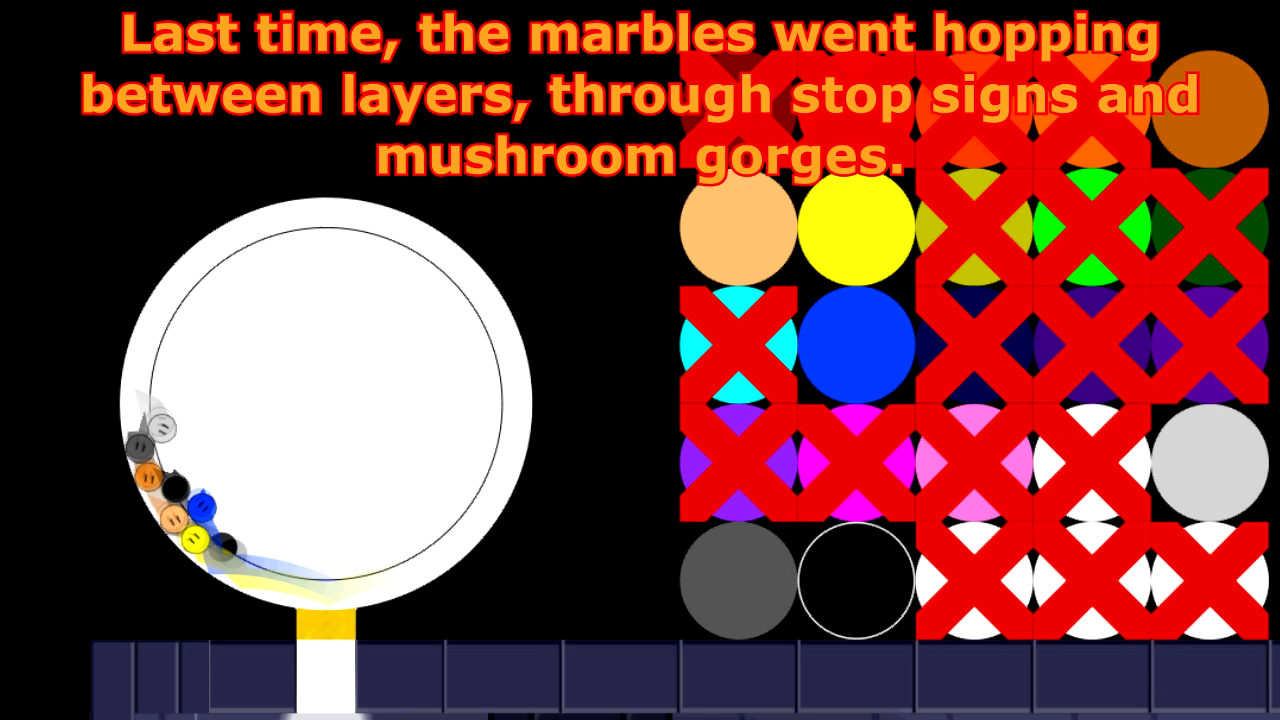 Last time, the marbles went hopping
between layers, through stop signs and
mushroom gorges.